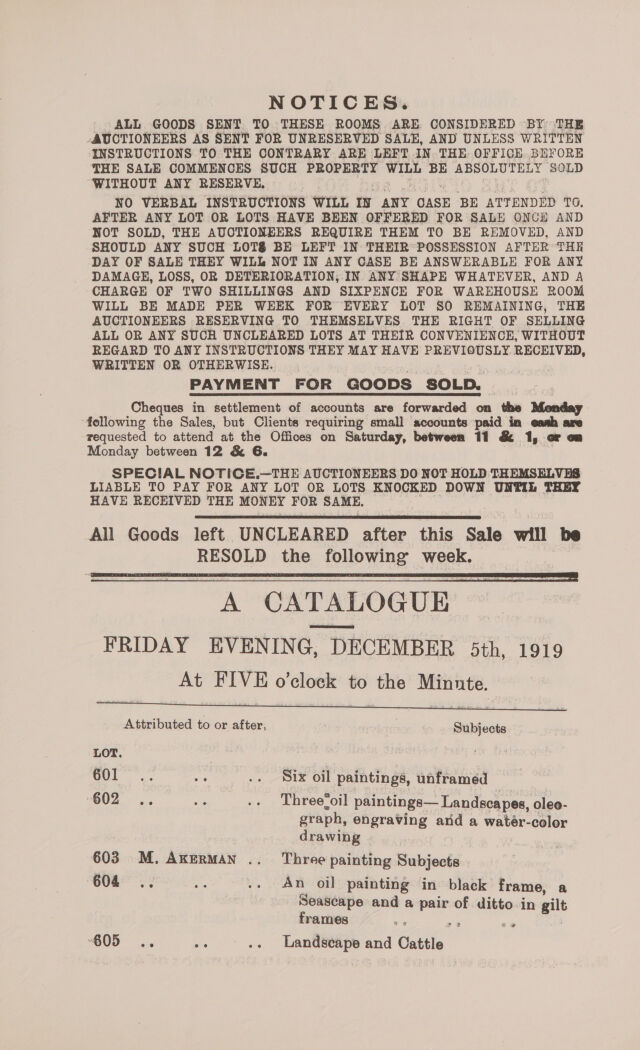 NOTICES.
ALL GOODS SENT TO THESE ROOMS ARE CONSIDERED BY THE
AUCTIONEERS AS SENT FOR UNRESERVED SALE, AND UNLESS WRITTEN
INSTRUCTIONS TO THE CONTRARY ARE LEFT IN THE OFFICE BEFORE
THE SALE COMMENCES SUCH PROPERTY WILL BE ABSOLUTELY SOLD
WITHOUT ANY RESERVE.
NO VERBAL INSTRUCTIONS WILL IN ANY CASE BE ATTENDED TO.
AFTER ANY LOT OR LOTS HAVE BEEN OFFERED FOR SALE ONCE AND
NOT SOLD, THE AUCTIONEERS REQUIRE THEM TO BE REMOVED, AND
SHOULD ANY SUCH LOTS BE LEFT IN THEIR POSSESSION AFTER THE
DAY OF SALE THEY WILL NOT IN ANY CASE BE ANSWERABLE FOR ANY
DAMAGE, LOSS, OR DETERIORATION, IN ANY SHAPE WHATEVER, AND A
CHARGE OF TWO SHILLINGS AND SIXPENCE FOR WAREHOUSE ROOM
WILL BE MADE PER WEEK FOR EVERY LOT SO REMAINING, THE
AUCTIONEERS RESERVING TO THEMSELVES THE RIGHT OF SELLING
ALL OR ANY SUCH UNCLEARED LOTS AT THEIR CONVENIENCE, WITHOUT
REGARD TO ANY INSTRUCTIONS THEY MAY HAVE PREVIOUSLY RECEIVED,
WRITTEN OR OTHERWISE.
PAYMENT FOR GOODS SOLD.
Cheques in settlement of accounts are forwarded on the Monday
following the Sales, but Clients requiring small accounts paid in cash are
requested to attend at the Offices on Saturday, between 11 & 1, or on
Monday between 12 & 6.
SPECIAL NOTICE.—THE AUCTIONEERS DO NOT HOLD THEMSELVES
LIABLE TO PAY FOR ANY LOT OR LOTS KNOCKED DOWN UNTIL THEY
HAVE RECEIVED THE MONEY FOR SAME.
All Goods left UNCLEARED after this Sale will be
RESOLD the following week.
A CATALOGUE
FRIDAY EVENING, DECEMBER 5th, 1919
At FIVE o'clock to the Minute.
Attributed to or after. Subjects
LOT.
601 .. .. .. Six oil paintings, unframed
602 .. .. .. Three oil paintings—Landscapes, oleo-
graph, engraving and a water-color
drawing
603 M. AKERMAN .. Three painting Subjects
604 .. .. .. An oil painting in black frame, a
Seascape and a pair of ditto in gilt
frames .. .. ..
605 .. .. .. Landscape and Cattle